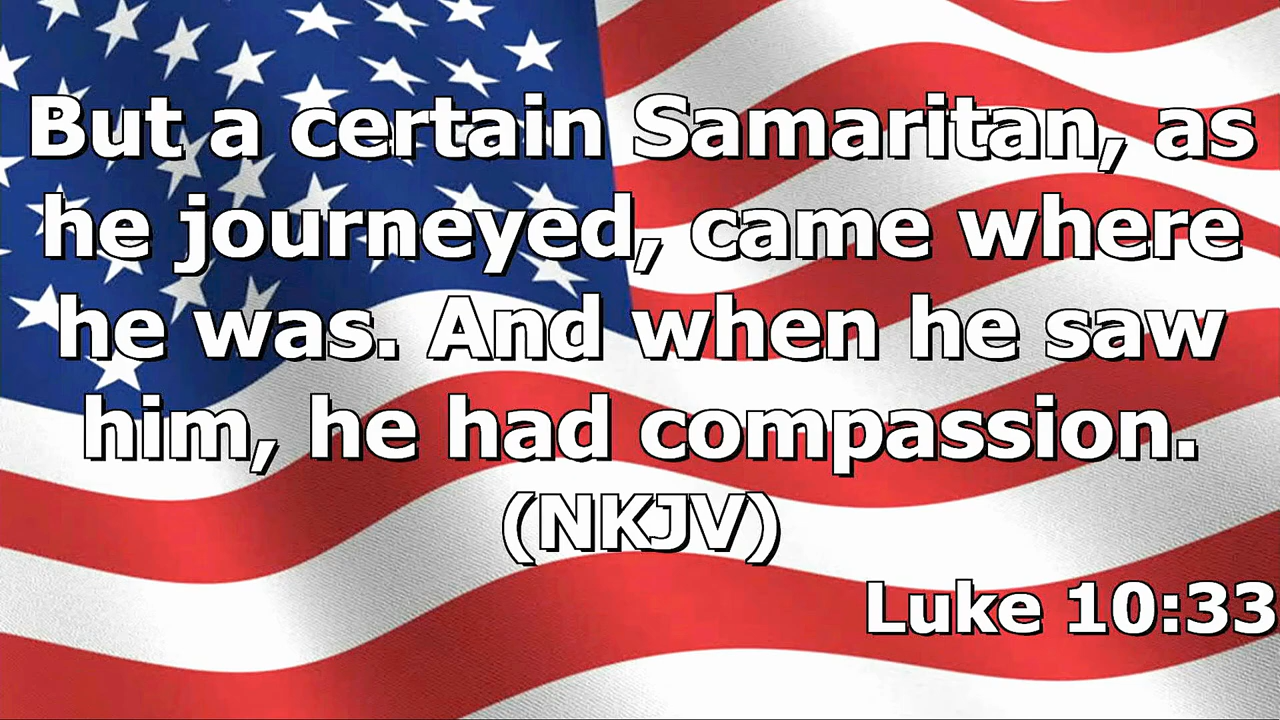 But a certain Samaritan, as
he journeyed, came where
he was. And when he saw
him, he had compassion.
(NKJV)
Luke 10:33